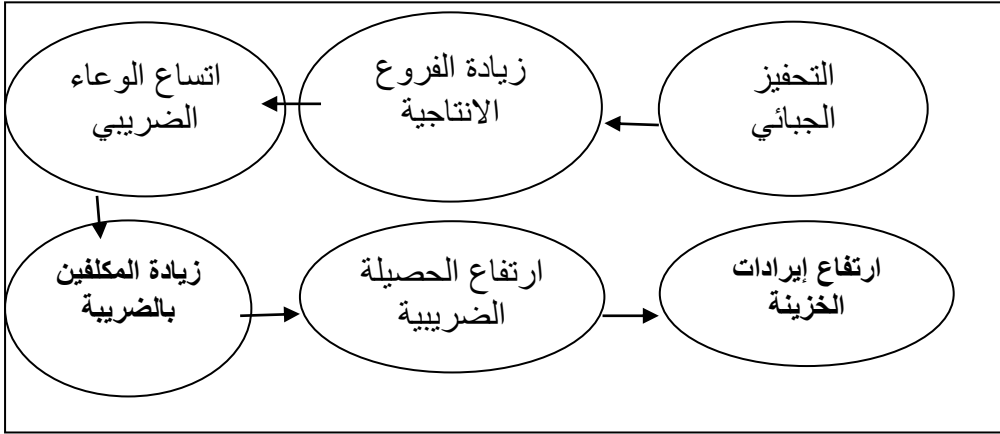 التحفيز
الجبائي
زيادة الفروع
الانتاجية
اتساع الوعاء
الضريبي
زيادة المكلفين
بالضريبة
ارتفاع الحصيلة
الضريبية
ارتفاع إيرادات
الخزينة